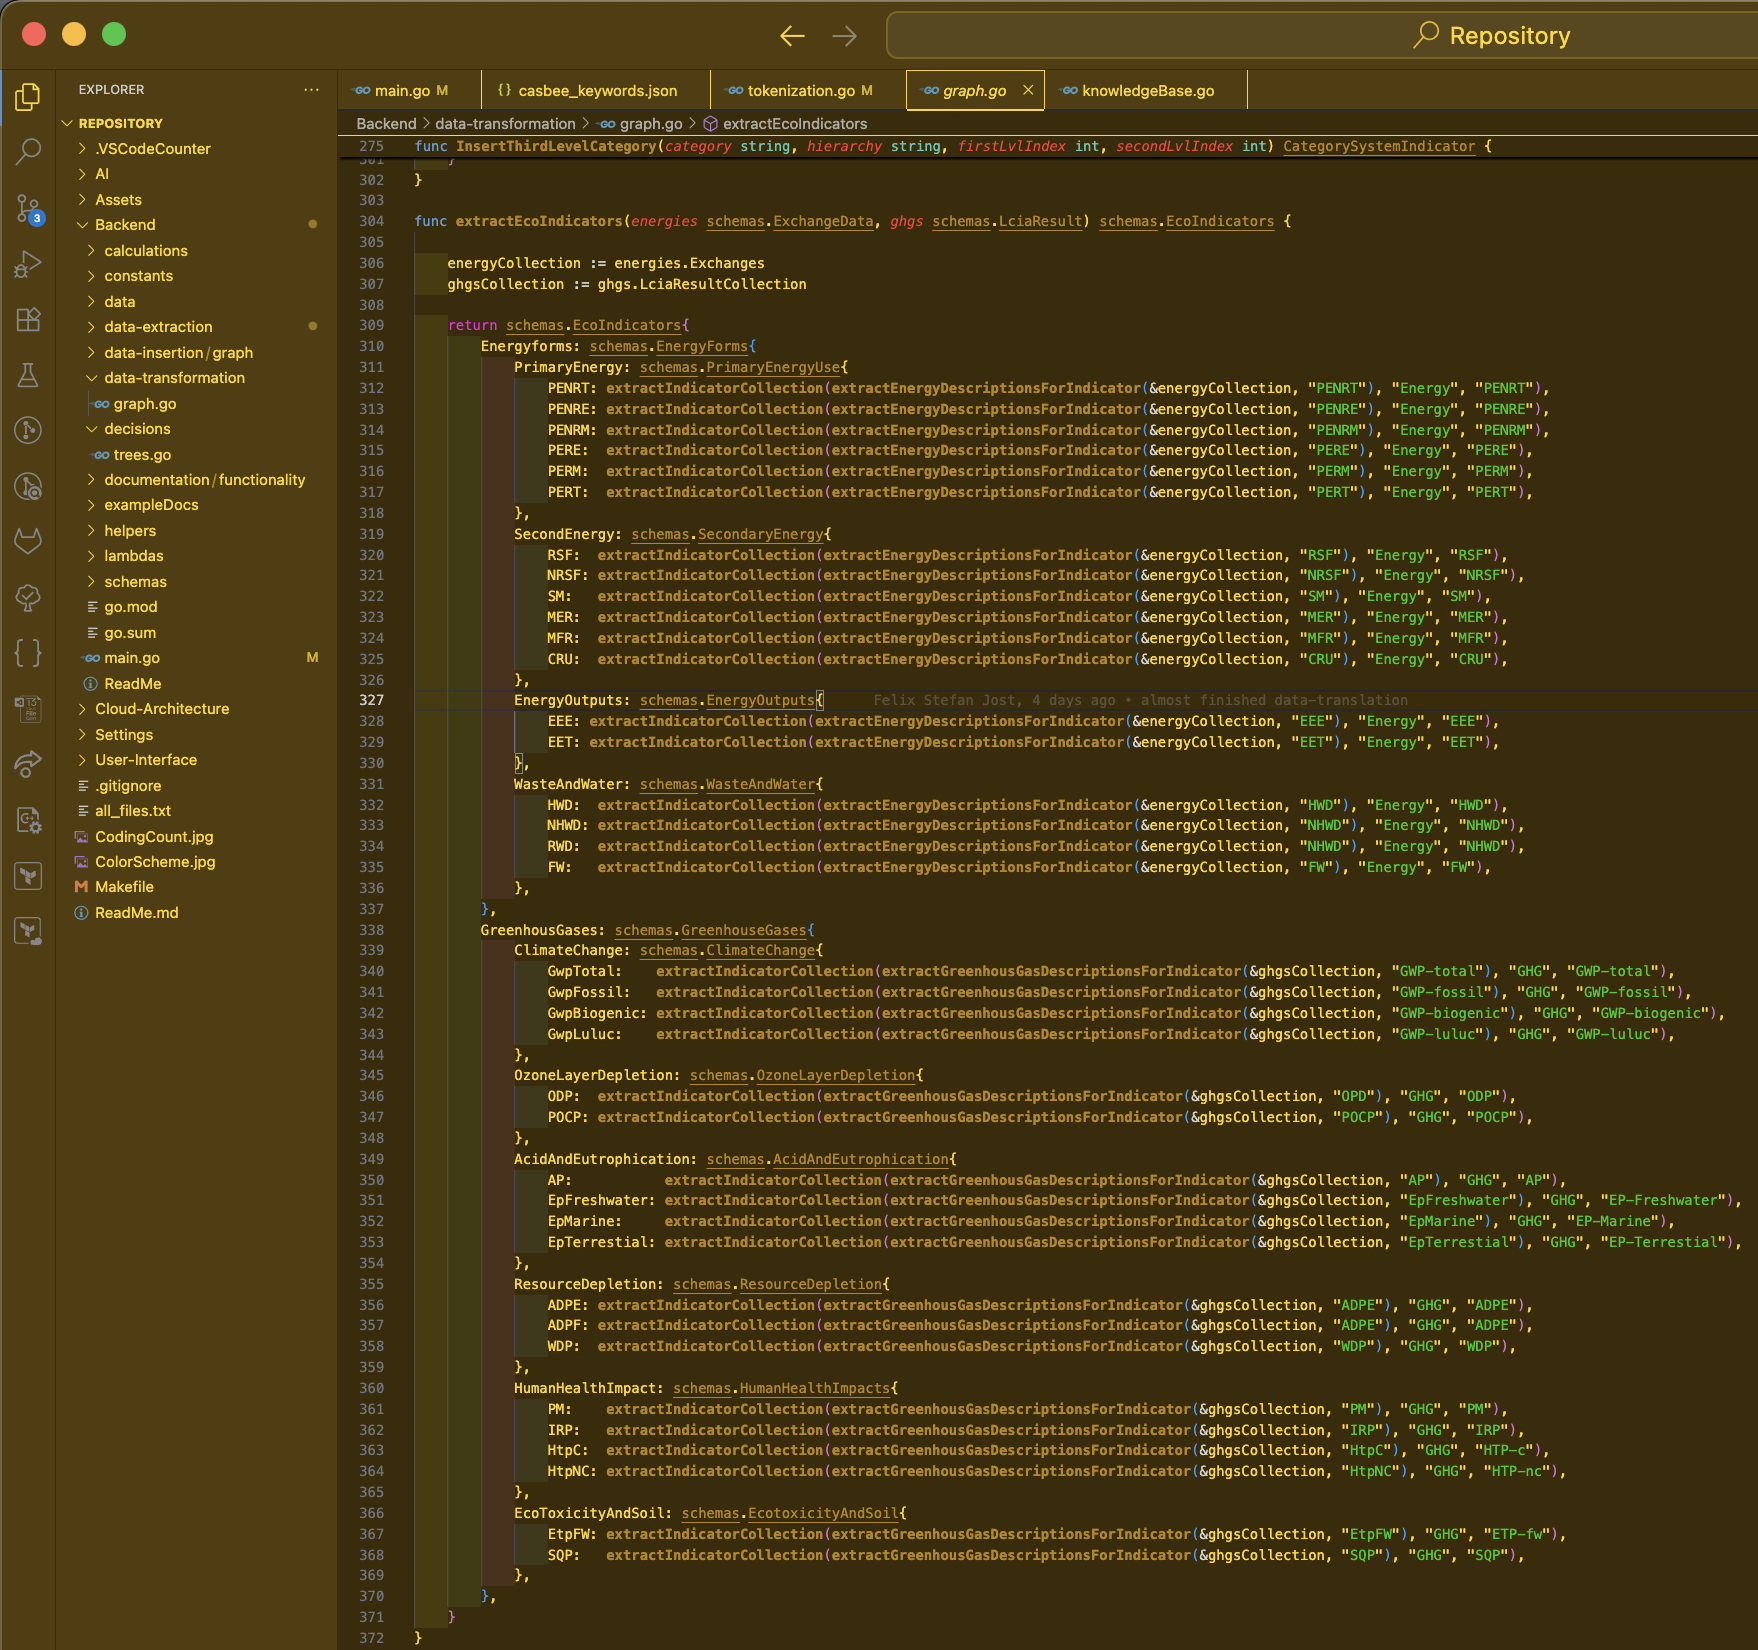 Repository
EXPLORER
···
main.go M
{} casbee_keywords.json
tokenization.go M
graph.go ×
knowledgeBase.go
REPOSITORY
.VSCodeCounter
AI
Assets
Backend
calculations
constants
data
data-extraction
data-insertion/graph
data-transformation
graph.go
decisions
trees.go
documentation/functionality
exampleDocs
helpers
lambdas
schemas
go.mod
go.sum
main.go M
ReadMe
Cloud-Architecture
Settings
User-Interface
.gitignore
all_files.txt
CodingCount.jpg
ColorScheme.jpg
Makefile
ReadMe.md
3
Backend > data-transformation > graph.go > extractEcoIndicators
275 func InsertThirdLevelCategory(category string, hierarchy string, firstLvlIndex int, secondLvlIndex int) CategorySystemIndicator {
301 }
302 }
303
304 func extractEcoIndicators(energies schemas.ExchangeData, ghgs schemas.LciaResult) schemas.EcoIndicators {
305
306 energyCollection := energies.Exchanges
307 ghgsCollection := ghgs.LciaResultCollection
308
309 return schemas.EcoIndicators{
310 Energyforms: schemas.EnergyForms{
311 PrimaryEnergy: schemas.PrimaryEnergyUse{
312 PENRT: extractIndicatorCollection(extractEnergyDescriptionsForIndicator(&energyCollection, "PENRT"), "Energy", "PENRT"),
313 PENRE: extractIndicatorCollection(extractEnergyDescriptionsForIndicator(&energyCollection, "PENRE"), "Energy", "PENRE"),
314 PENRM: extractIndicatorCollection(extractEnergyDescriptionsForIndicator(&energyCollection, "PENRM"), "Energy", "PENRM"),
315 PERE: extractIndicatorCollection(extractEnergyDescriptionsForIndicator(&energyCollection, "PERE"), "Energy", "PERE"),
316 PERM: extractIndicatorCollection(extractEnergyDescriptionsForIndicator(&energyCollection, "PERM"), "Energy", "PERM"),
317 PERT: extractIndicatorCollection(extractEnergyDescriptionsForIndicator(&energyCollection, "PERT"), "Energy", "PERT"),
318 },
319 SecondEnergy: schemas.SecondaryEnergy{
320 RSF: extractIndicatorCollection(extractEnergyDescriptionsForIndicator(&energyCollection, "RSF"), "Energy", "RSF"),
321 NRSF: extractIndicatorCollection(extractEnergyDescriptionsForIndicator(&energyCollection, "NRSF"), "Energy", "NRSF"),
322 SM: extractIndicatorCollection(extractEnergyDescriptionsForIndicator(&energyCollection, "SM"), "Energy", "SM"),
323 MER: extractIndicatorCollection(extractEnergyDescriptionsForIndicator(&energyCollection, "MER"), "Energy", "MER"),
324 MFR: extractIndicatorCollection(extractEnergyDescriptionsForIndicator(&energyCollection, "MFR"), "Energy", "MFR"),
325 CRU: extractIndicatorCollection(extractEnergyDescriptionsForIndicator(&energyCollection, "CRU"), "Energy", "CRU"),
326 },
327 EnergyOutputs: schemas.EnergyOutputs{ Felix Stefan Jost, 4 days ago • almost finished data-translation
328 EEE: extractIndicatorCollection(extractEnergyDescriptionsForIndicator(&energyCollection, "EEE"), "Energy", "EEE"),
329 EET: extractIndicatorCollection(extractEnergyDescriptionsForIndicator(&energyCollection, "EET"), "Energy", "EET"),
330 },
331 WasteAndWater: schemas.WasteAndWater{
332 HWD: extractIndicatorCollection(extractEnergyDescriptionsForIndicator(&energyCollection, "HWD"), "Energy", "HWD"),
333 NHWD: extractIndicatorCollection(extractEnergyDescriptionsForIndicator(&energyCollection, "NHWD"), "Energy", "NHWD"),
334 RWD: extractIndicatorCollection(extractEnergyDescriptionsForIndicator(&energyCollection, "NHWD"), "Energy", "NHWD"),
335 FW: extractIndicatorCollection(extractEnergyDescriptionsForIndicator(&energyCollection, "FW"), "Energy", "FW"),
336 },
337 },
338 GreenhousGases: schemas.GreenhouseGases{
339 ClimateChange: schemas.ClimateChange{
340 GwpTotal: extractIndicatorCollection(extractGreenhousGasDescriptionsForIndicator(&ghgsCollection, "GWP-total"), "GHG", "GWP-total"),
341 GwpFossil: extractIndicatorCollection(extractGreenhousGasDescriptionsForIndicator(&ghgsCollection, "GWP-fossil"), "GHG", "GWP-fossil"),
342 GwpBiogenic: extractIndicatorCollection(extractGreenhousGasDescriptionsForIndicator(&ghgsCollection, "GWP-biogenic"), "GHG", "GWP-biogenic"),
343 GwpLuluc: extractIndicatorCollection(extractGreenhousGasDescriptionsForIndicator(&ghgsCollection, "GWP-luluc"), "GHG", "GWP-luluc"),
344 },
345 OzoneLayerDepletion: schemas.OzoneLayerDepletion{
346 ODP: extractIndicatorCollection(extractGreenhousGasDescriptionsForIndicator(&ghgsCollection, "OPD"), "GHG", "ODP"),
347 POCP: extractIndicatorCollection(extractGreenhousGasDescriptionsForIndicator(&ghgsCollection, "POCP"), "GHG", "POCP"),
348 },
349 AcidAndEutrophication: schemas.AcidAndEutrophication{
350 AP: extractIndicatorCollection(extractGreenhousGasDescriptionsForIndicator(&ghgsCollection, "AP"), "GHG", "AP"),
351 EpFreshwater: extractIndicatorCollection(extractGreenhousGasDescriptionsForIndicator(&ghgsCollection, "EpFreshwater"), "GHG", "EP-Freshwater"),
352 EpMarine: extractIndicatorCollection(extractGreenhousGasDescriptionsForIndicator(&ghgsCollection, "EpMarine"), "GHG", "EP-Marine"),
353 EpTerrestial: extractIndicatorCollection(extractGreenhousGasDescriptionsForIndicator(&ghgsCollection, "EpTerrestial"), "GHG", "EP-Terrestial"),
354 },
355 ResourceDepletion: schemas.ResourceDepletion{
356 ADPE: extractIndicatorCollection(extractGreenhousGasDescriptionsForIndicator(&ghgsCollection, "ADPE"), "GHG", "ADPE"),
357 ADPF: extractIndicatorCollection(extractGreenhousGasDescriptionsForIndicator(&ghgsCollection, "ADPE"), "GHG", "ADPE"),
358 WDP: extractIndicatorCollection(extractGreenhousGasDescriptionsForIndicator(&ghgsCollection, "WDP"), "GHG", "WDP"),
359 },
360 HumanHealthImpact: schemas.HumanHealthImpacts{
361 PM: extractIndicatorCollection(extractGreenhousGasDescriptionsForIndicator(&ghgsCollection, "PM"), "GHG", "PM"),
362 IRP: extractIndicatorCollection(extractGreenhousGasDescriptionsForIndicator(&ghgsCollection, "IRP"), "GHG", "IRP"),
363 HtpC: extractIndicatorCollection(extractGreenhousGasDescriptionsForIndicator(&ghgsCollection, "HtpC"), "GHG", "HTP-c"),
364 HtpNC: extractIndicatorCollection(extractGreenhousGasDescriptionsForIndicator(&ghgsCollection, "HtpNC"), "GHG", "HTP-nc"),
365 },
366 EcoToxicityAndSoil: schemas.EcotoxicityAndSoil{
367 EtpFW: extractIndicatorCollection(extractGreenhousGasDescriptionsForIndicator(&ghgsCollection, "EtpFW"), "GHG", "ETP-fw"),
368 SQP: extractIndicatorCollection(extractGreenhousGasDescriptionsForIndicator(&ghgsCollection, "SQP"), "GHG", "SQP"),
369 },
370 },
371 }
372 }